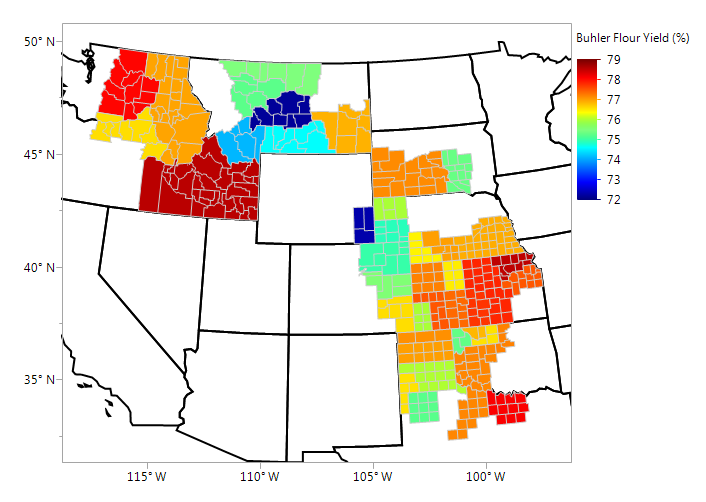 Buhler Flour Yield (%)
50° N
45° N
40° N
35° N
115° W
110° W
105° W
100° W
79
78
77
76
75
74
73
72